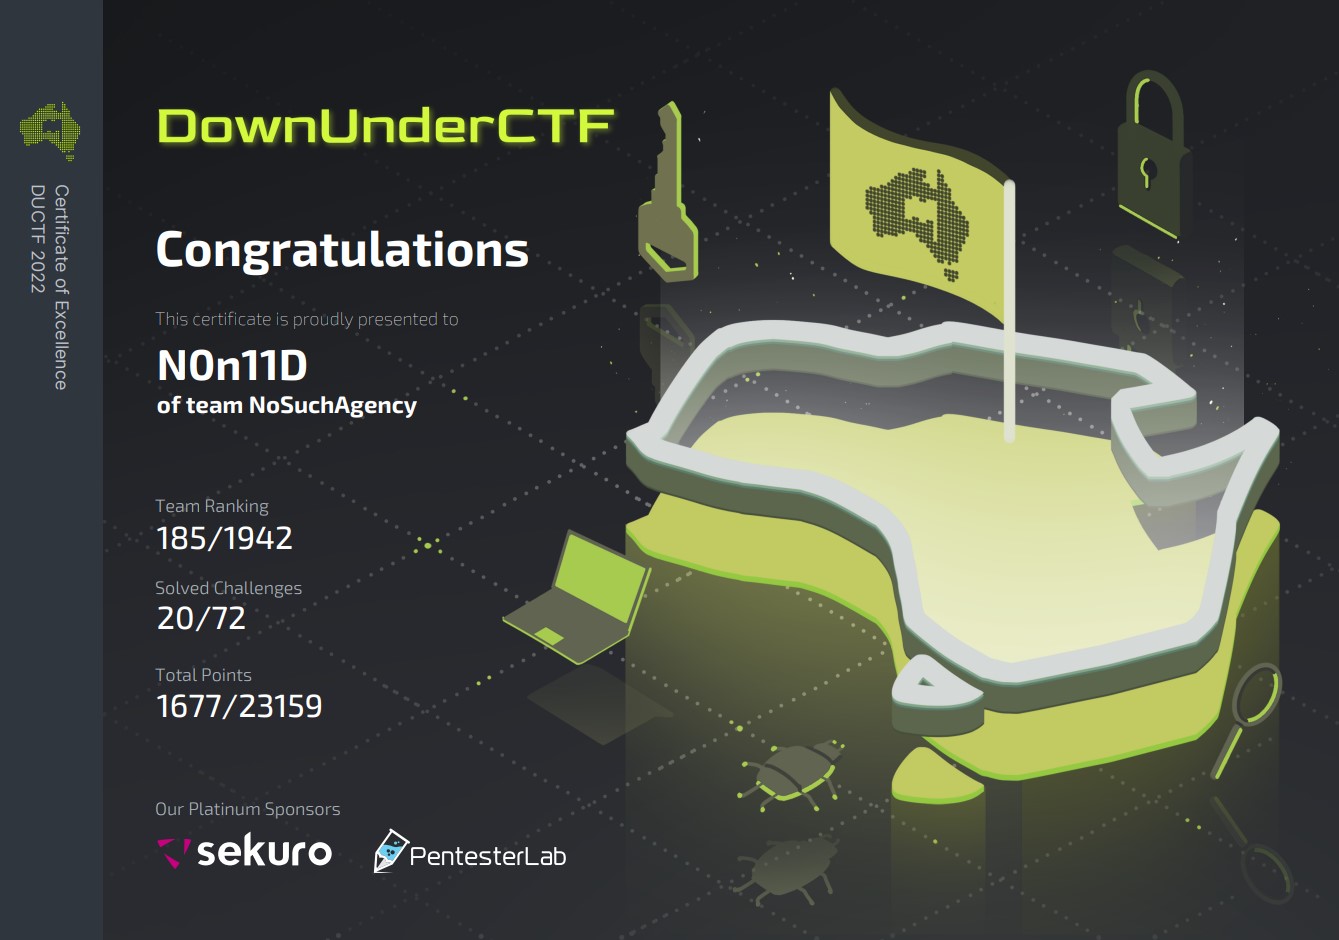 Certificate of Excellence
DUCTF 2022
DownUnderCTF
Congratulations
This certificate is proudly presented to
N0n11D
of team NoSuchAgency
Team Ranking
185/1942
Solved Challenges
20/72
Total Points
1677/23159
Our Platinum Sponsors
sekuro
PentesterLab